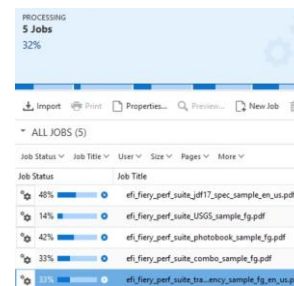 PROCESSING
5 Jobs
32%
Import Print Properties... Preview... New Job
ALL JOBS (5)
Job Status Job Title User Size Pages More
Job Status Job Title
48% efi_fiery_perf_suite_jdf17_spec_sample_en_us.pdf
14% efi_fiery_perf_suite_USGS_sample_fg.pdf
42% efi_fiery_perf_suite_photobook_sample_fg.pdf
33% efi_fiery_perf_suite_combo_sample_fg.pdf
33% efi_fiery_perf_suite_tra...ency_sample_fg_en_us.p